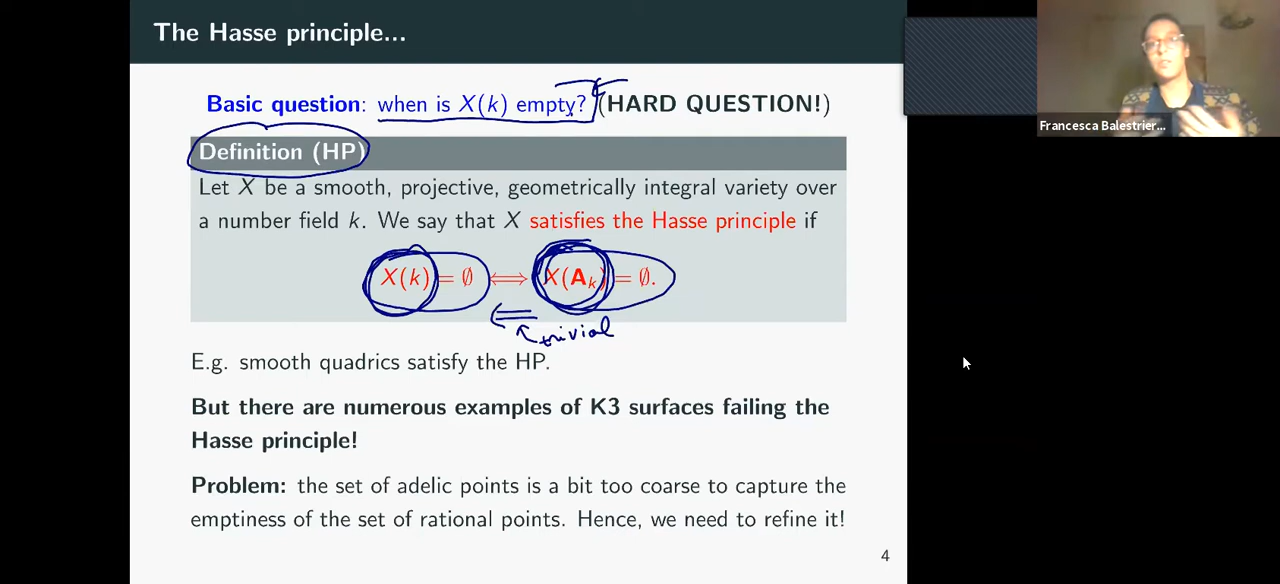 The Hasse principle...
Basic question: when is X(k) empty? (HARD QUESTION!)
Definition (HP)
Let X be a smooth, projective, geometrically integral variety over
a number field k. We say that X satisfies the Hasse principle if
X(k) = ∅ ⟺ X(𝐀ₖ) = ∅.
⟸
↖ trivial
E.g. smooth quadrics satisfy the HP.
But there are numerous examples of K3 surfaces failing the
Hasse principle!
Problem: the set of adelic points is a bit too coarse to capture the
emptiness of the set of rational points. Hence, we need to refine it!
4
Francesca Balestrier...